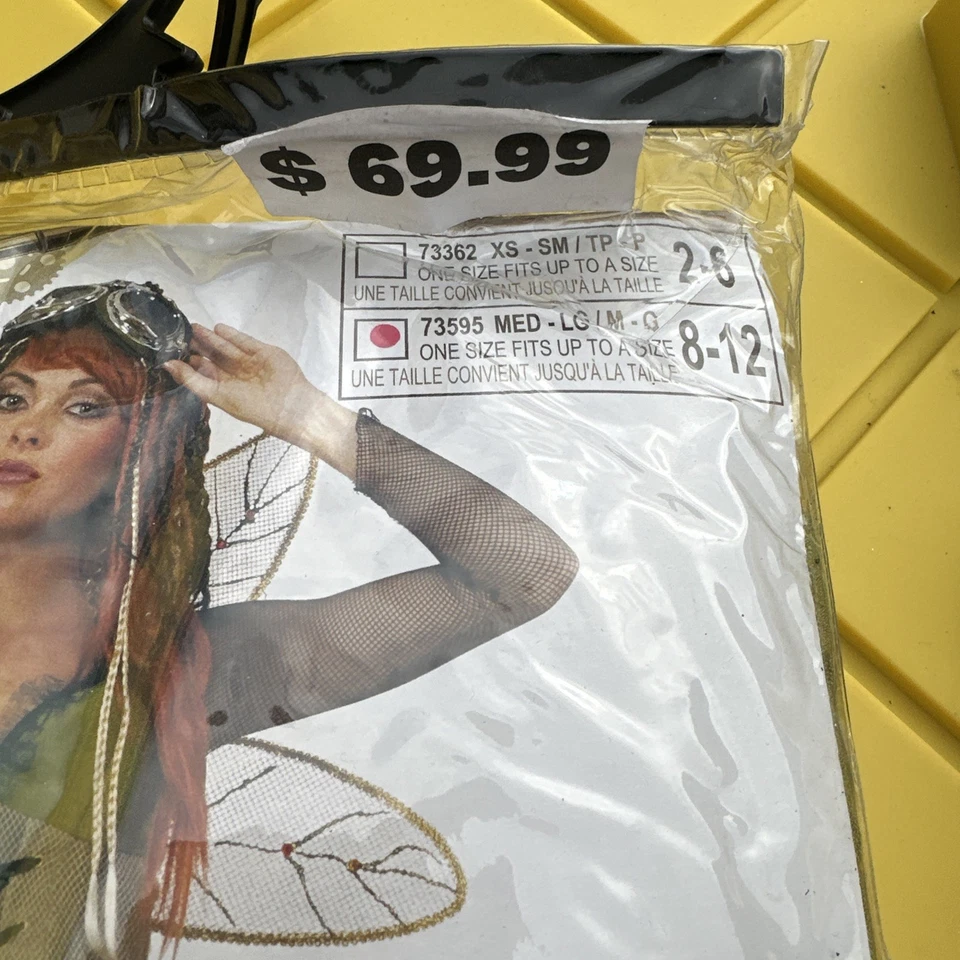 $ 69.99
73362 XS - SM / TP - P
ONE SIZE FITS UP TO A SIZE 2-6
UNE TAILLE CONVIENT JUSQU'À LA TAILLE
73595 MED - LG / M - G
ONE SIZE FITS UP TO A SIZE 8-12
UNE TAILLE CONVIENT JUSQU'À LA TAILLE